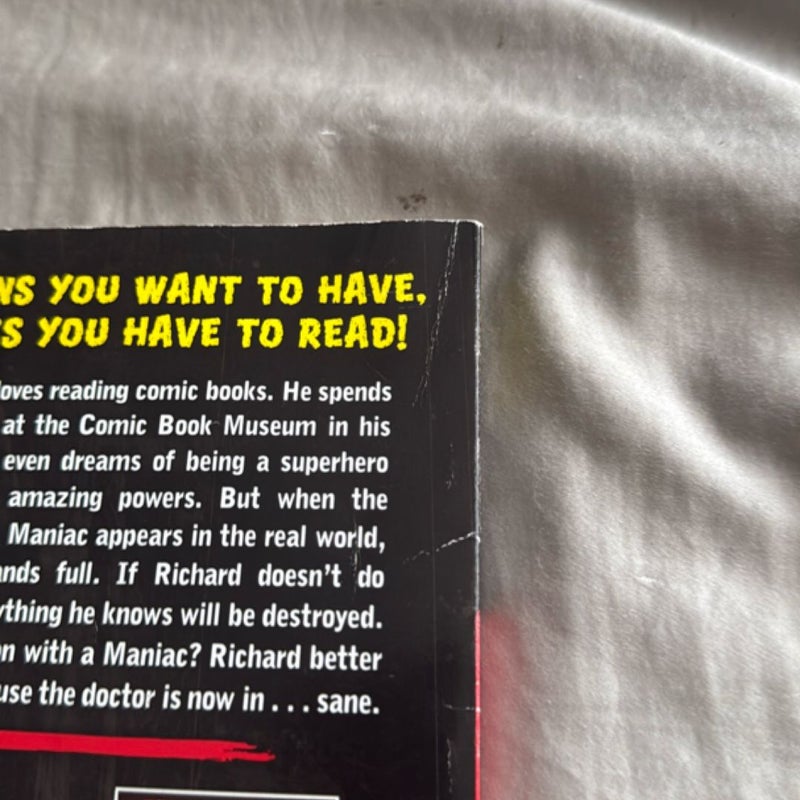 NS YOU WANT TO HAVE,
S YOU HAVE TO READ!
loves reading comic books. He spends
at the Comic Book Museum in his
even dreams of being a superhero
amazing powers. But when the
Maniac appears in the real world,
ands full. If Richard doesn't do
ything he knows will be destroyed.
n with a Maniac? Richard better
use the doctor is now in . . . sane.